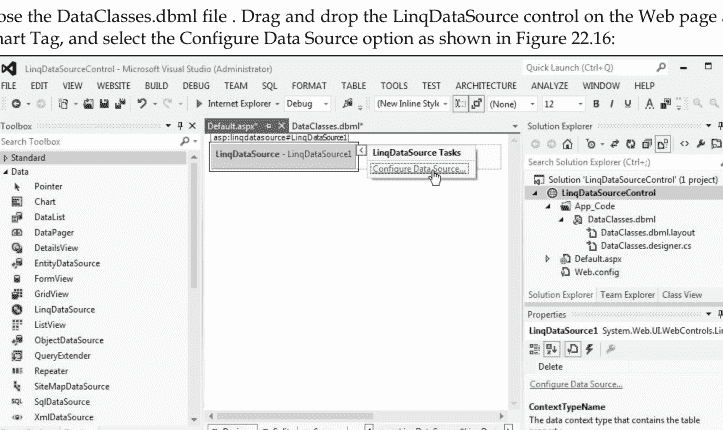 ose the DataClasses.dbml file . Drag and drop the LinqDataSource control on the Web page
nart Tag, and select the Configure Data Source option as shown in Figure 22.16:
LinqDataSourceControl - Microsoft Visual Studio (Administrator)
Quick Launch (Ctrl+Q)
FILE EDIT VIEW WEBSITE BUILD DEBUG TEAM SQL FORMAT TABLE TOOLS TEST ARCHITECTURE ANALYZE WINDOW HELP
Internet Explorer Debug (New Inline Style (None) 12 B I U A
Toolbox
Search Toolbox
Standard
Data
Pointer
Chart
DataList
DataPager
DetailsView
EntityDataSource
FormView
GridView
LinqDataSource
ListView
ObjectDataSource
QueryExtender
Repeater
SiteMapDataSource
SqlDataSource
XmlDataSource
Default.aspx* DataClasses.dbml*
asp:linqdatasource#LinqDataSource1
LinqDataSource - LinqDataSource1
LinqDataSource Tasks
Configure Data Source...
Solution Explorer
Search Solution Explorer (Ctrl+;)
Solution 'LinqDataSourceControl' (1 project)
LinqDataSourceControl
App_Code
DataClasses.dbml
DataClasses.dbml.layout
DataClasses.designer.cs
Default.aspx
Web.config
Solution Explorer Team Explorer Class View
Properties
LinqDataSource1 System.Web.UI.WebControls.Li
Delete
Configure Data Source...
ContextTypeName
The data context type that contains the table